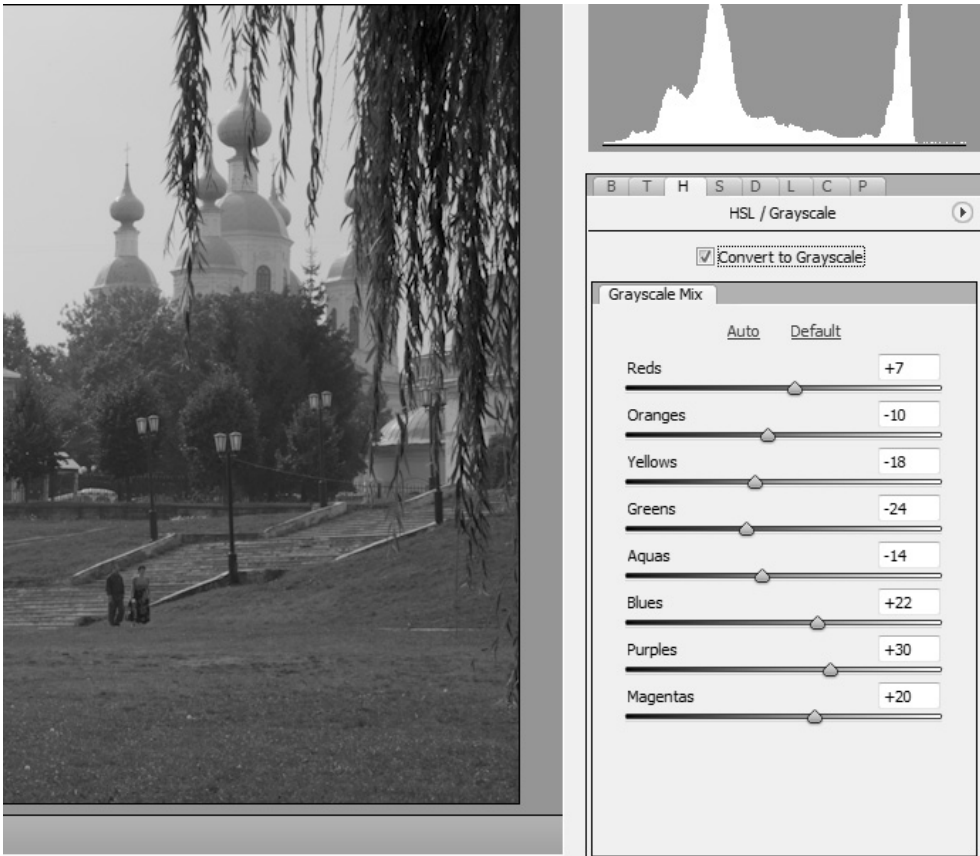 B T H S D L C P
HSL / Grayscale
Convert to Grayscale
Grayscale Mix
Auto Default
Reds +7
Oranges -10
Yellows -18
Greens -24
Aquas -14
Blues +22
Purples +30
Magentas +20